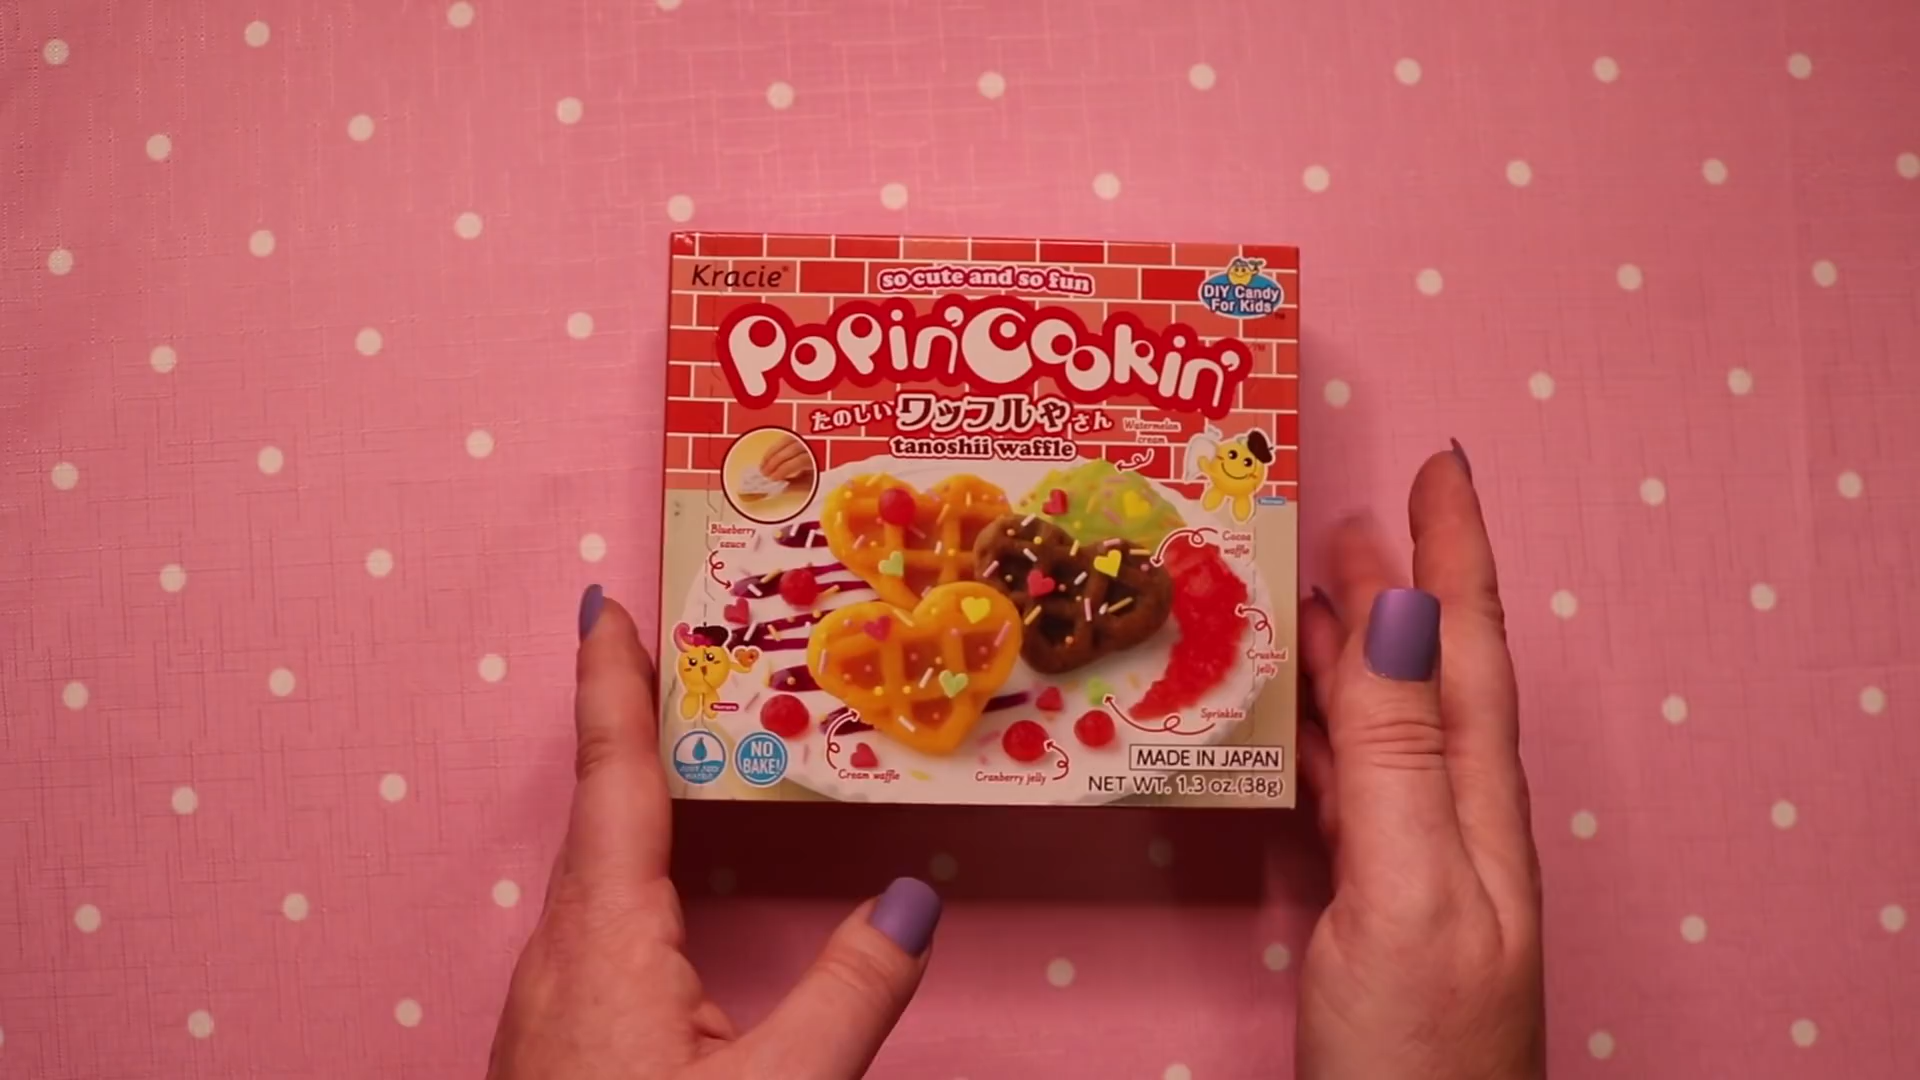 Kracie
so cute and so fun
DIY Candy
For Kids
Popin' Cookin'
たのしいワッフルやさん
tanoshii waffle
Watermelon
cream
Blueberry
sauce
Cocoa
waffle
Crushed
jelly
Sprinkles
NO
BAKE!
Cream waffle
Cranberry jelly
MADE IN JAPAN
NET WT. 1.3 oz.(38g)